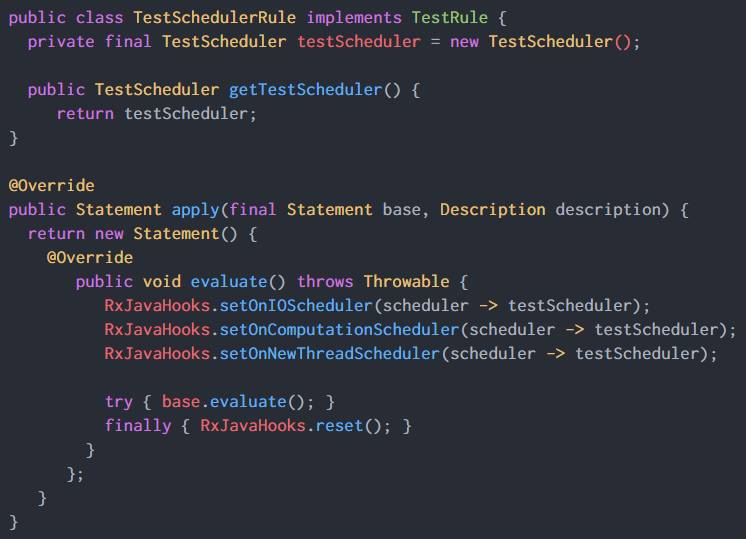 public class TestSchedulerRule implements TestRule {
  private final TestScheduler testScheduler = new TestScheduler();
  public TestScheduler getTestScheduler() {
     return testScheduler;
}
@Override
public Statement apply(final Statement base, Description description) {
  return new Statement() {
    @Override
       public void evaluate() throws Throwable {
          RxJavaHooks.setOnIOScheduler(scheduler -> testScheduler);
          RxJavaHooks.setOnComputationScheduler(scheduler -> testScheduler);
          RxJavaHooks.setOnNewThreadScheduler(scheduler -> testScheduler);
          try { base.evaluate(); }
          finally { RxJavaHooks.reset(); }
        }
      };
   }
}